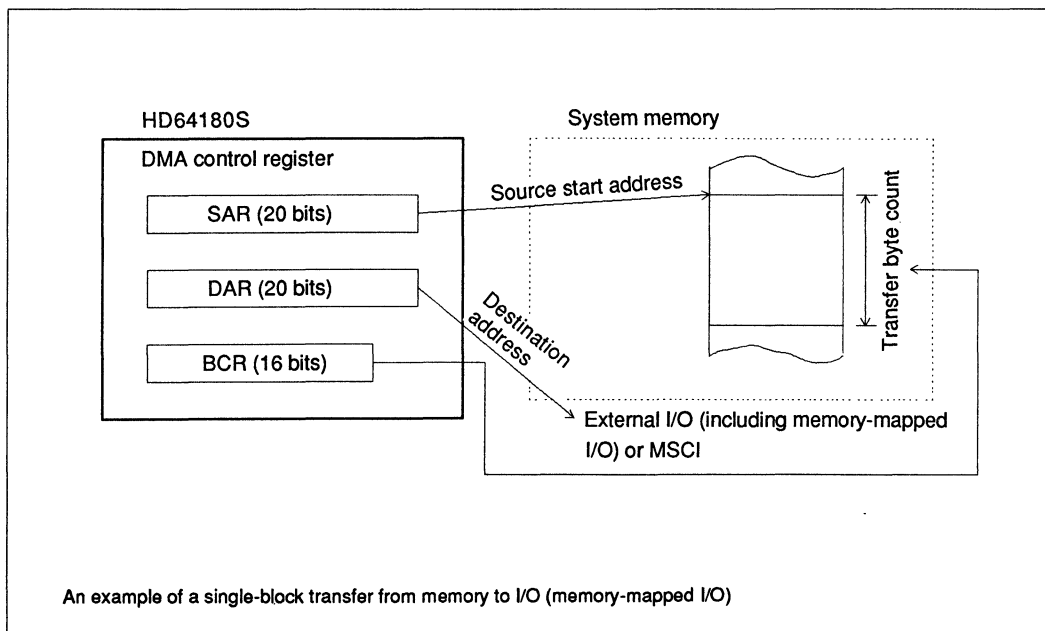 HD64180S
DMA control register
SAR (20 bits)
DAR (20 bits)
BCR (16 bits)
Source start address
Destination
address
System memory
Transfer byte count
External I/O (including memory-mapped
I/O) or MSCI
An example of a single-block transfer from memory to I/O (memory-mapped I/O)